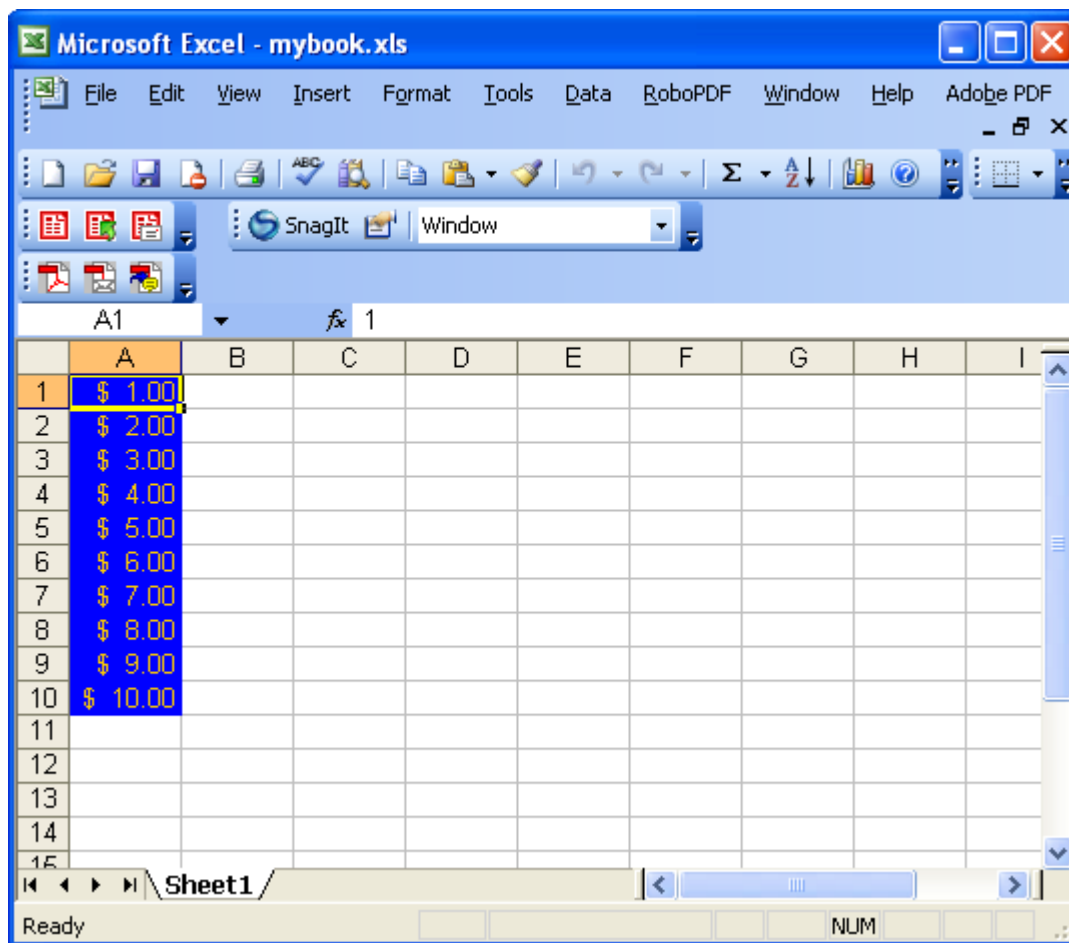 Microsoft Excel - mybook.xls
File Edit View Insert Format Tools Data RoboPDF Window Help Adobe PDF
ABC Σ A Z
SnagIt Window
A1 fx 1
A B C D E F G H I
1 $ 1.00
2 $ 2.00
3 $ 3.00
4 $ 4.00
5 $ 5.00
6 $ 6.00
7 $ 7.00
8 $ 8.00
9 $ 9.00
10 $ 10.00
11
12
13
14
15
Sheet1
Ready NUM